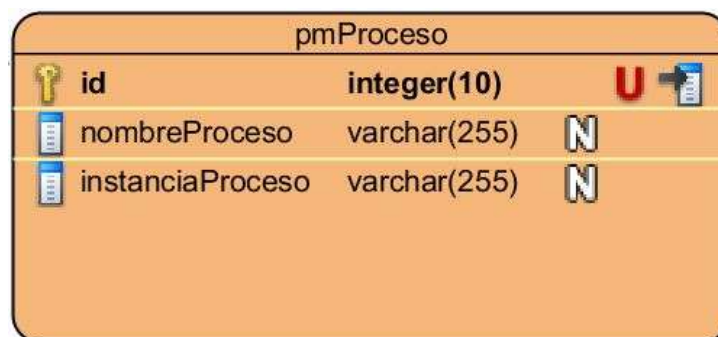 pmProceso
id integer(10) U
nombreProceso varchar(255) N
instanciaProceso varchar(255) N